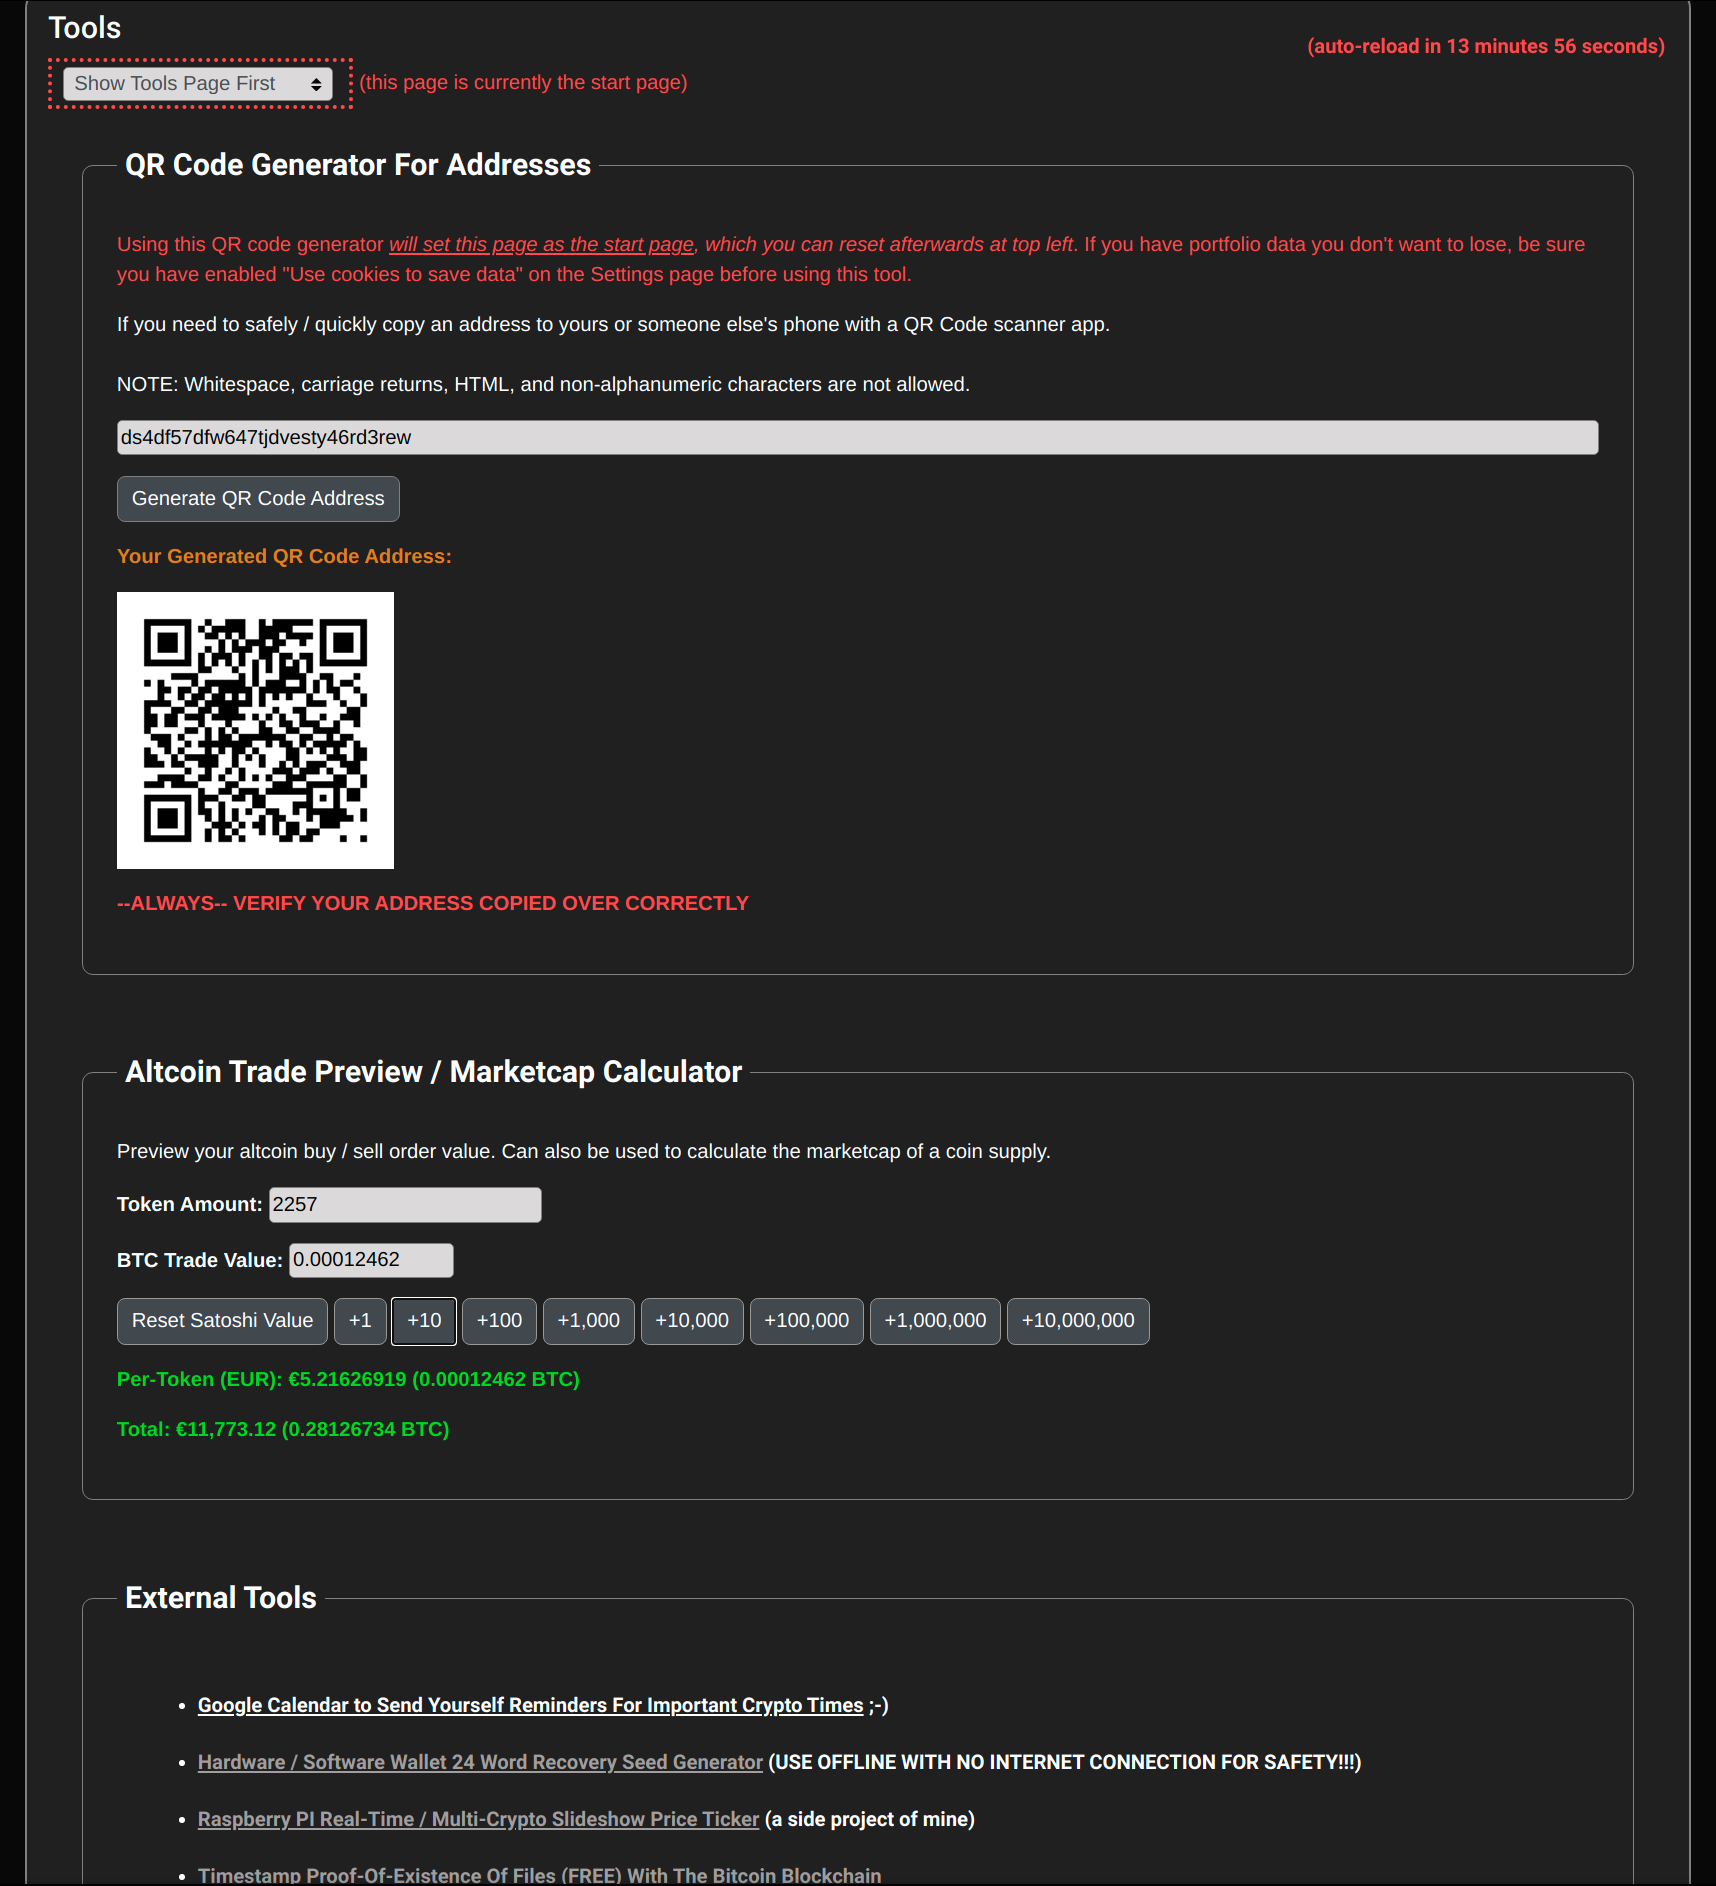 Tools
(auto-reload in 13 minutes 56 seconds)
Show Tools Page First
(this page is currently the start page)
QR Code Generator For Addresses
Using this QR code generator will set this page as the start page, which you can reset afterwards at top left. If you have portfolio data you don't want to lose, be sure
you have enabled "Use cookies to save data" on the Settings page before using this tool.
If you need to safely / quickly copy an address to yours or someone else's phone with a QR Code scanner app.
NOTE: Whitespace, carriage returns, HTML, and non-alphanumeric characters are not allowed.
ds4df57dfw647tjdvesty46rd3rew
Generate QR Code Address
Your Generated QR Code Address:
--ALWAYS-- VERIFY YOUR ADDRESS COPIED OVER CORRECTLY
Altcoin Trade Preview / Marketcap Calculator
Preview your altcoin buy / sell order value. Can also be used to calculate the marketcap of a coin supply.
Token Amount: 2257
BTC Trade Value: 0.00012462
Reset Satoshi Value +1 +10 +100 +1,000 +10,000 +100,000 +1,000,000 +10,000,000
Per-Token (EUR): €5.21626919 (0.00012462 BTC)
Total: €11,773.12 (0.28126734 BTC)
External Tools
• Google Calendar to Send Yourself Reminders For Important Crypto Times ;-)
• Hardware / Software Wallet 24 Word Recovery Seed Generator (USE OFFLINE WITH NO INTERNET CONNECTION FOR SAFETY!!!)
• Raspberry PI Real-Time / Multi-Crypto Slideshow Price Ticker (a side project of mine)
• Timestamp Proof-Of-Existence Of Files (FREE) With The Bitcoin Blockchain